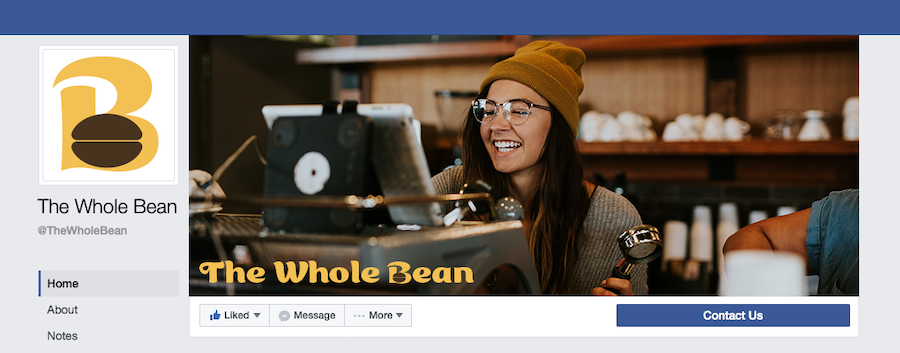 B
The Whole Bean
@TheWholeBean
Home
About
Notes
The Whole Bean
Liked
Message
More
Contact Us